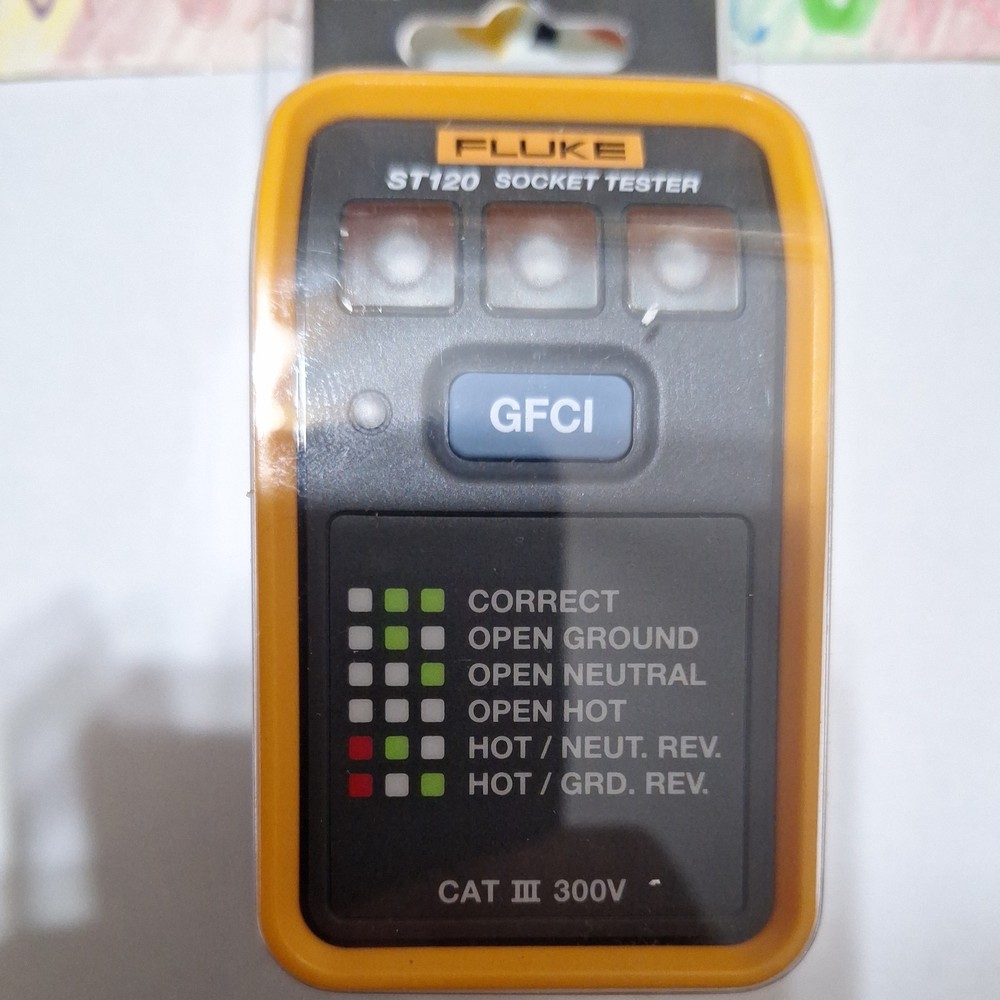 FLUKE
ST120 SOCKET TESTER
GFCI
CORRECT
OPEN GROUND
OPEN NEUTRAL
OPEN HOT
HOT / NEUT. REV.
HOT / GRD. REV.
CAT III 300V